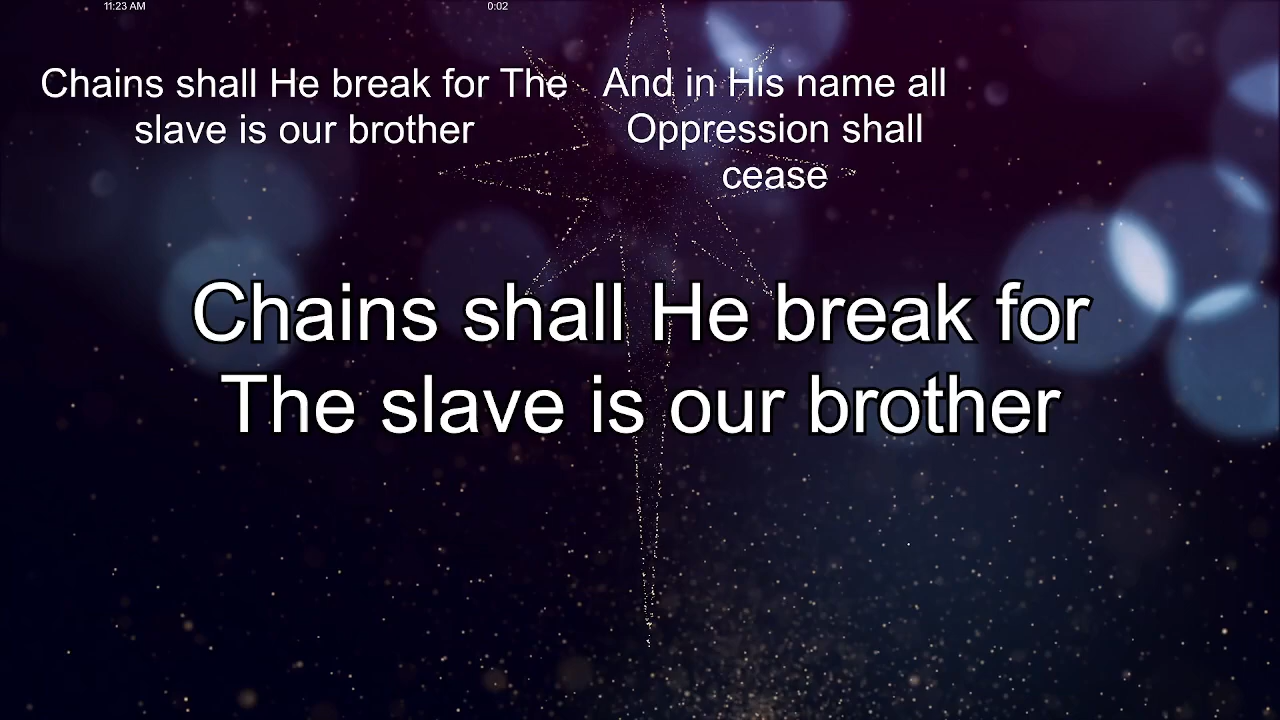 11:23 AM
0:02
Chains shall He break for The
slave is our brother
And in His name all
Oppression shall
cease
Chains shall He break for
The slave is our brother